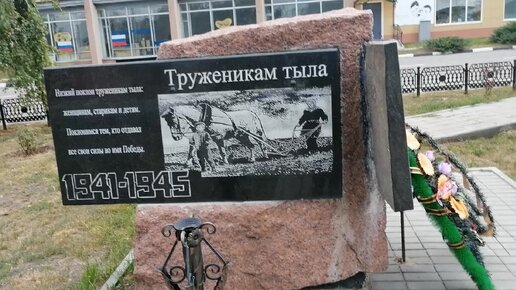 Труженикам тыла
Низкий поклон труженикам тыла:
женщинам, старикам и детям.
Поклонимся тем, кто отдавал
все свои силы во имя Победы.
1941-1945